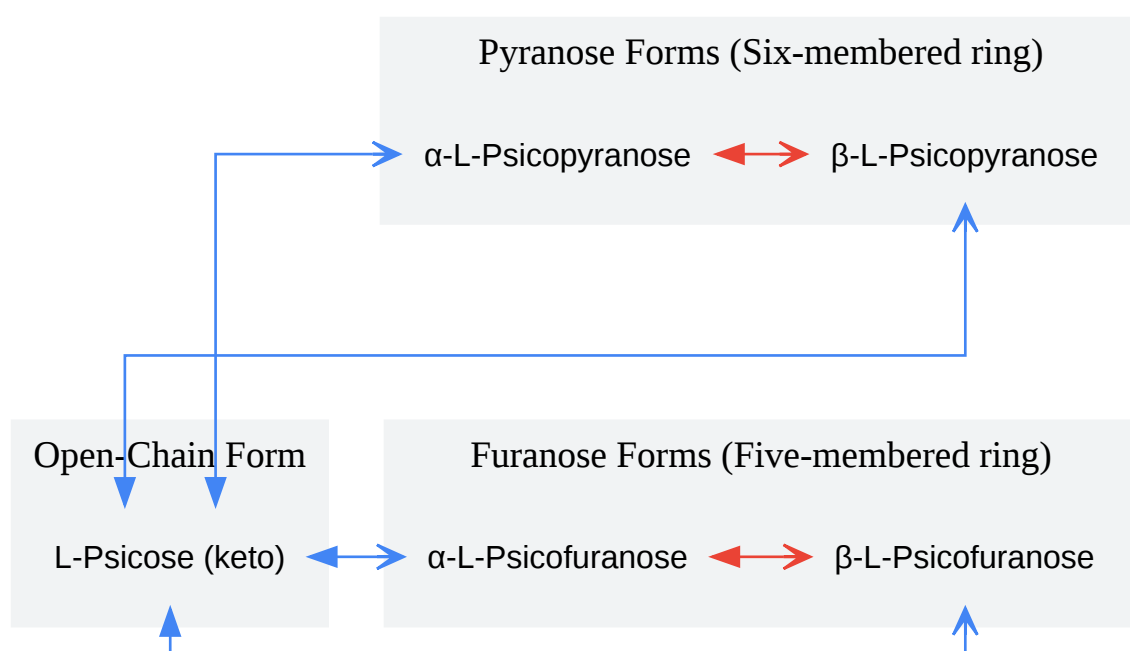 Pyranose Forms (Six-membered ring)
α-L-Psicopyranose
β-L-Psicopyranose
Open-Chain Form
L-Psicose (keto)
Furanose Forms (Five-membered ring)
α-L-Psicofuranose
β-L-Psicofuranose